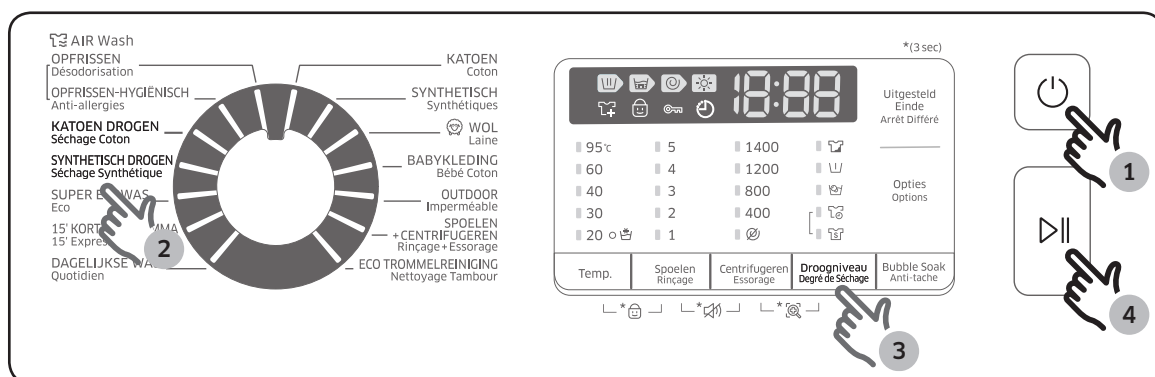 AIR Wash
OPFRISSEN
Désodorisation
OPFRISSEN-HYGIËNISCH
Anti-allergies
KATOEN DROGEN
Séchage Coton
SYNTHETISCH DROGEN
Séchage Synthétique
SUPER WAS
Eco
15' KORT MMA
15' Expres
DAGELIJKSE WA
Quotidien
2
KATOEN
Coton
SYNTHETISCH
Synthétiques
WOL
Laine
BABYKLEDING
Bébé Coton
OUTDOOR
Imperméable
SPOELEN
+CENTRIFUGEREN
Rinçage+Essorage
ECO TROMMELREINIGING
Nettoyage Tambour
*(3 sec)
18:88
95℃ 5 1400
60 4 1200
40 3 800
30 2 400
20 1
Uitgesteld
Einde
Arrêt Différé
Opties
Options
Temp.
Spoelen
Rinçage
Centrifugeren
Essorage
Droogniveau
Degré de Séchage
Bubble Soak
Anti-tache
* * *
3
1
4